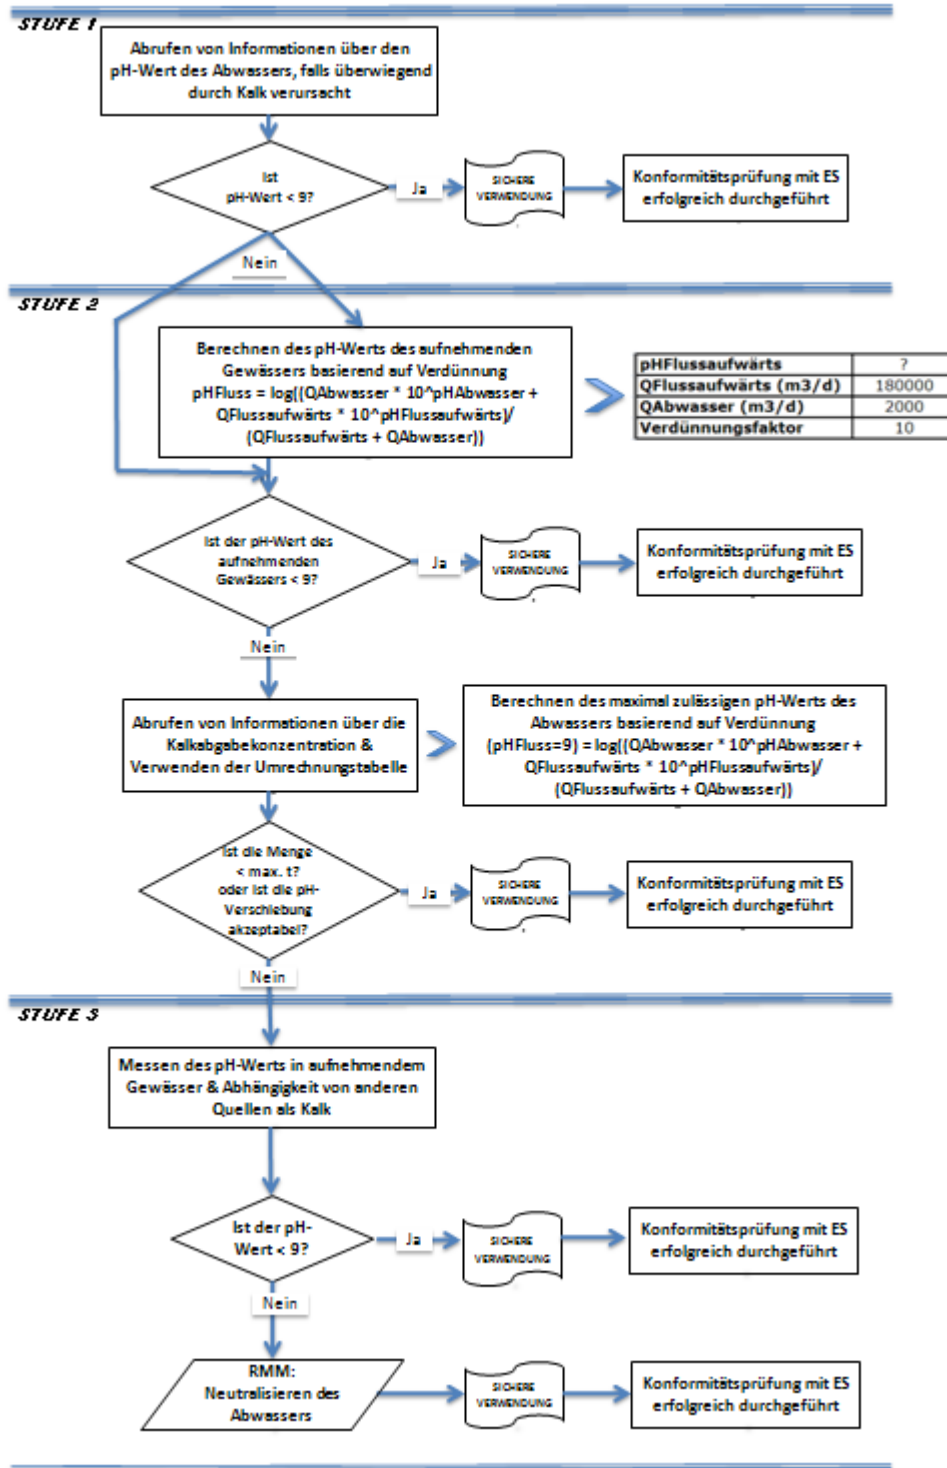 STUFE 1
Abrufen von Informationen über den
pH-Wert des Abwassers, falls überwiegend
durch Kalk verursacht
Ist
pH-Wert < 9?
Ja
SICHERE
VERWENDUNG
Konformitätsprüfung mit ES
erfolgreich durchgeführt
Nein
STUFE 2
Berechnen des pH-Werts des aufnehmenden
Gewässers basierend auf Verdünnung
pHFluss = log((QAbwasser * 10^pHAbwasser +
QFlussaufwärts * 10^pHFlussaufwärts)/
(QFlussaufwärts + QAbwasser))
pHFlussaufwärts ?
QFlussaufwärts (m3/d) 180000
QAbwasser (m3/d) 2000
Verdünnungsfaktor 10
Ist der pH-Wert des
aufnehmenden
Gewässers < 9?
Ja
SICHERE
VERWENDUNG
Konformitätsprüfung mit ES
erfolgreich durchgeführt
Nein
Abrufen von Informationen über die
Kalkabgabekonzentration &
Verwenden der Umrechnungstabelle
Berechnen des maximal zulässigen pH-Werts des
Abwassers basierend auf Verdünnung
(pHFluss=9) = log((QAbwasser * 10^pHAbwasser +
QFlussaufwärts * 10^pHFlussaufwärts)/
(QFlussaufwärts + QAbwasser))
Ist die Menge
< max. t?
oder ist die pH-
Verschiebung
akzeptabel?
Ja
SICHERE
VERWENDUNG
Konformitätsprüfung mit ES
erfolgreich durchgeführt
Nein
STUFE 3
Messen des pH-Werts in aufnehmendem
Gewässer & Abhängigkeit von anderen
Quellen als Kalk
Ist der pH-
Wert < 9?
Ja
SICHERE
VERWENDUNG
Konformitätsprüfung mit ES
erfolgreich durchgeführt
Nein
RMM:
Neutralisieren des
Abwassers
SICHERE
VERWENDUNG
Konformitätsprüfung mit ES
erfolgreich durchgeführt